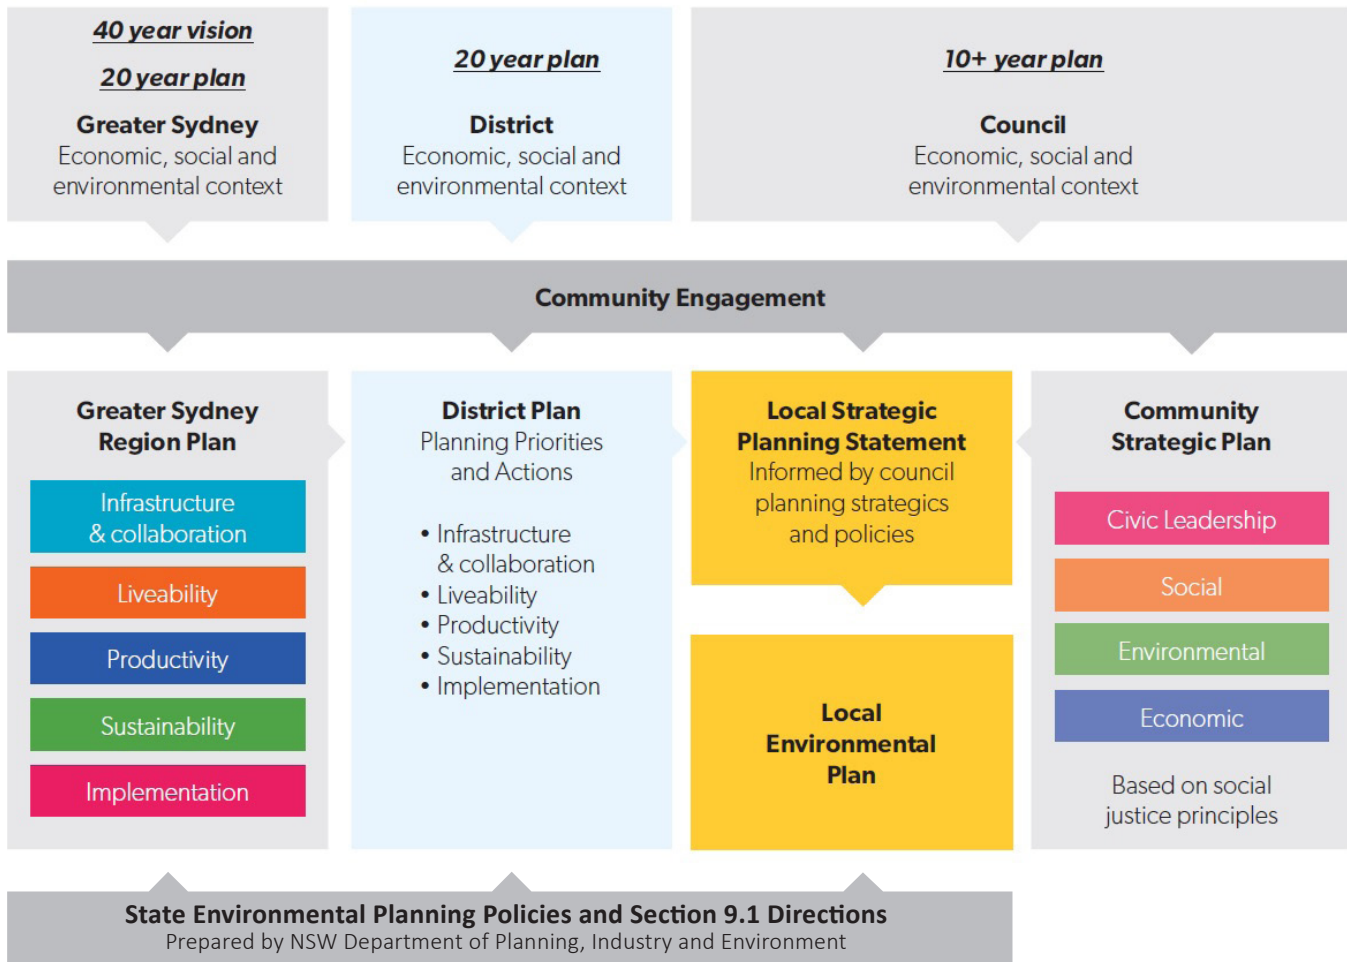 40 year vision
20 year plan
Greater Sydney
Economic, social and
environmental context
20 year plan
District
Economic, social and
environmental context
10+ year plan
Council
Economic, social and
environmental context
Community Engagement
Greater Sydney
Region Plan
Infrastructure
& collaboration
Liveability
Productivity
Sustainability
Implementation
District Plan
Planning Priorities
and Actions
• Infrastructure
& collaboration
• Liveability
• Productivity
• Sustainability
• Implementation
Local Strategic
Planning Statement
Informed by council
planning strategics
and policies
Local
Environmental
Plan
Community
Strategic Plan
Civic Leadership
Social
Environmental
Economic
Based on social
justice principles
State Environmental Planning Policies and Section 9.1 Directions
Prepared by NSW Department of Planning, Industry and Environment